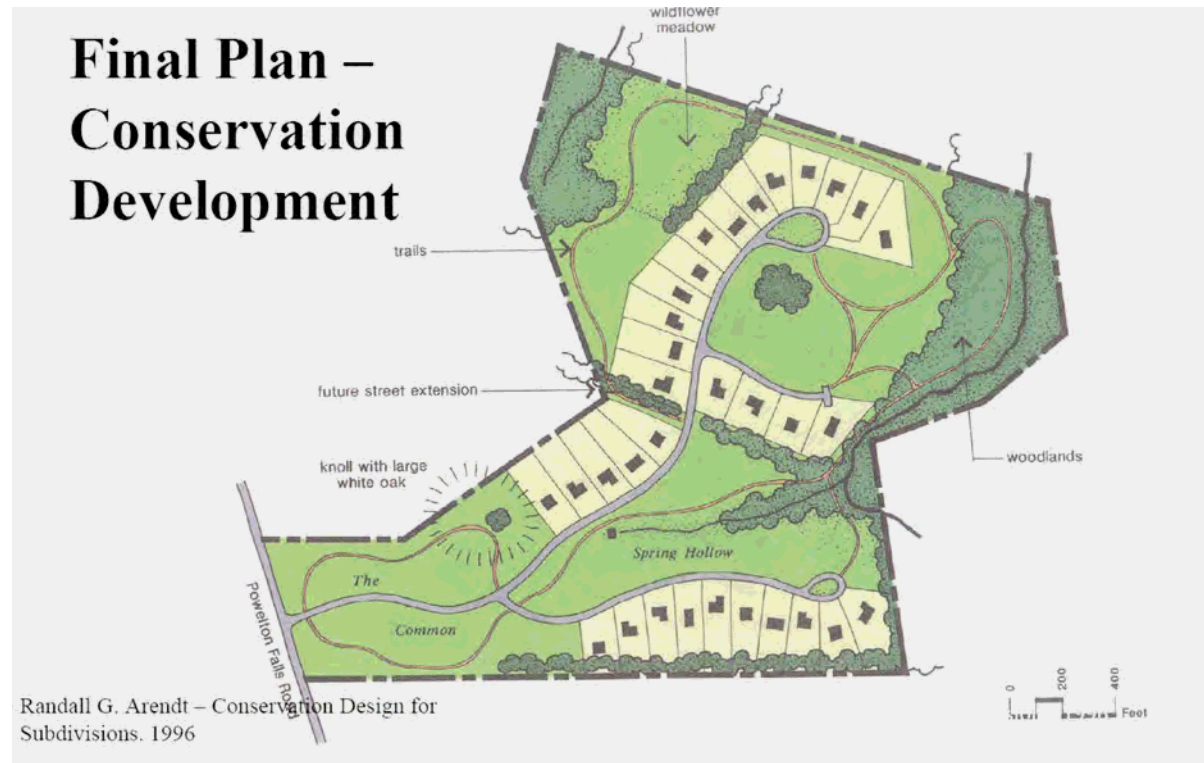 Final Plan –
Conservation
Development
wildflower
meadow
trails
future street extension
knoll with large
white oak
woodlands
Spring Hollow
The
Common
Powelton Falls Road
0
200
400
Feet
Randall G. Arendt – Conservation Design for
Subdivisions. 1996